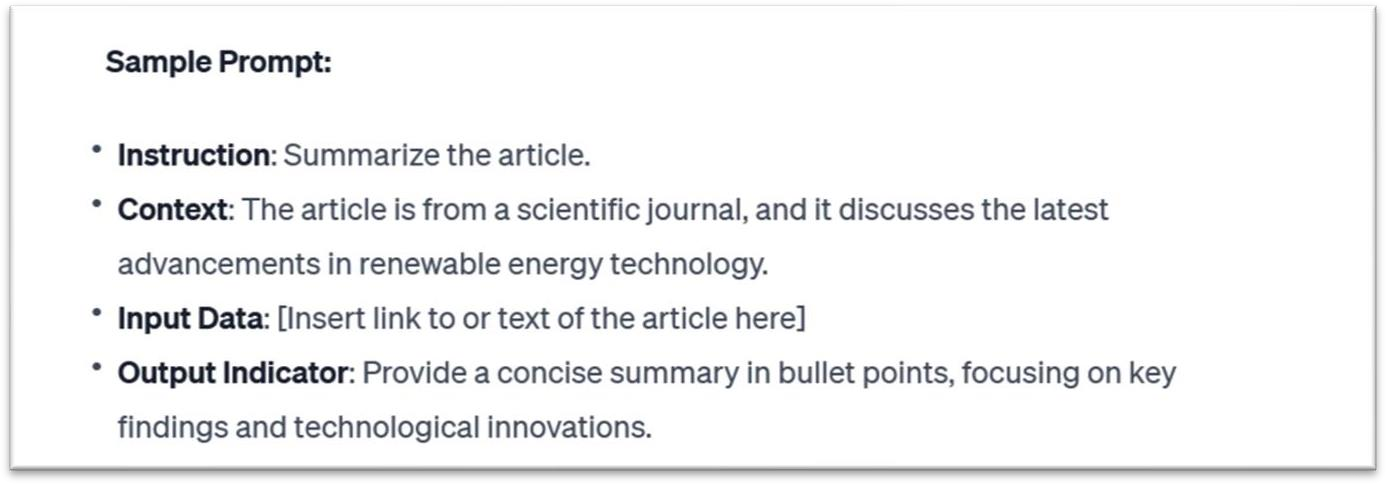 Sample Prompt:
• Instruction: Summarize the article.
• Context: The article is from a scientific journal, and it discusses the latest
advancements in renewable energy technology.
• Input Data: [Insert link to or text of the article here]
• Output Indicator: Provide a concise summary in bullet points, focusing on key
findings and technological innovations.